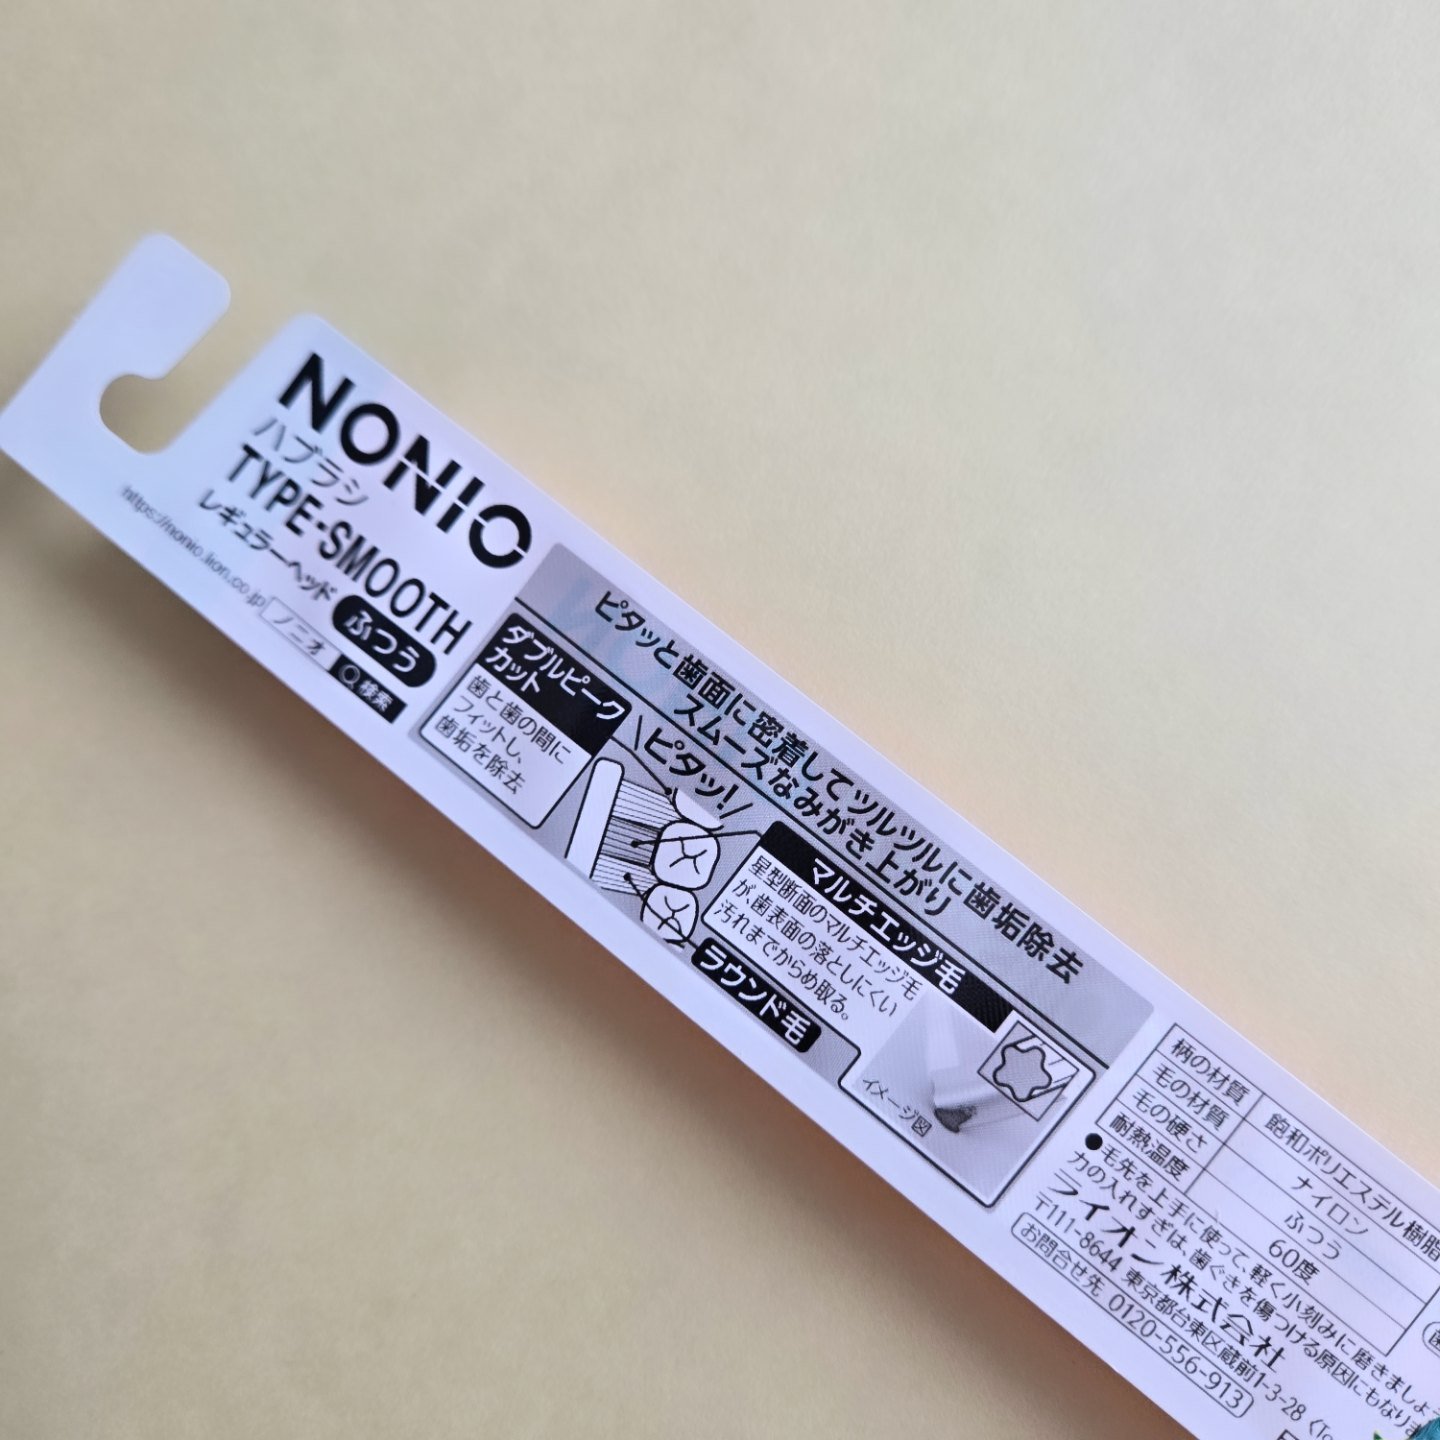 NONIO
ハブラシ
TYPE-SMOOTH
レギュラーヘッド ふつう
https://nonio.lion.co.jp ノニオ 検索
ピタッと歯面に密着してツルツルに歯垢除去
スムーズなみがき上がり
ダブルピーク
カット
歯と歯の間に
フィットし、
歯垢を除去
ピタッ!
マルチエッジ毛
星型断面のマルチエッジ毛
が、歯表面の落としにくい
汚れまでからめ取る。
ラウンド毛
イメージ図
柄の材質 飽和ポリエステル樹脂
毛の材質 ナイロン
毛の硬さ ふつう
耐熱温度 60度
●毛先を上手に使って、軽く小刻みに磨きましょう
力の入れすぎは、歯ぐきを傷つける原因にもなりま
ライオン株式会社
〒111-8644 東京都台東区蔵前1-3-28 (To
お問合せ先 0120-556-913